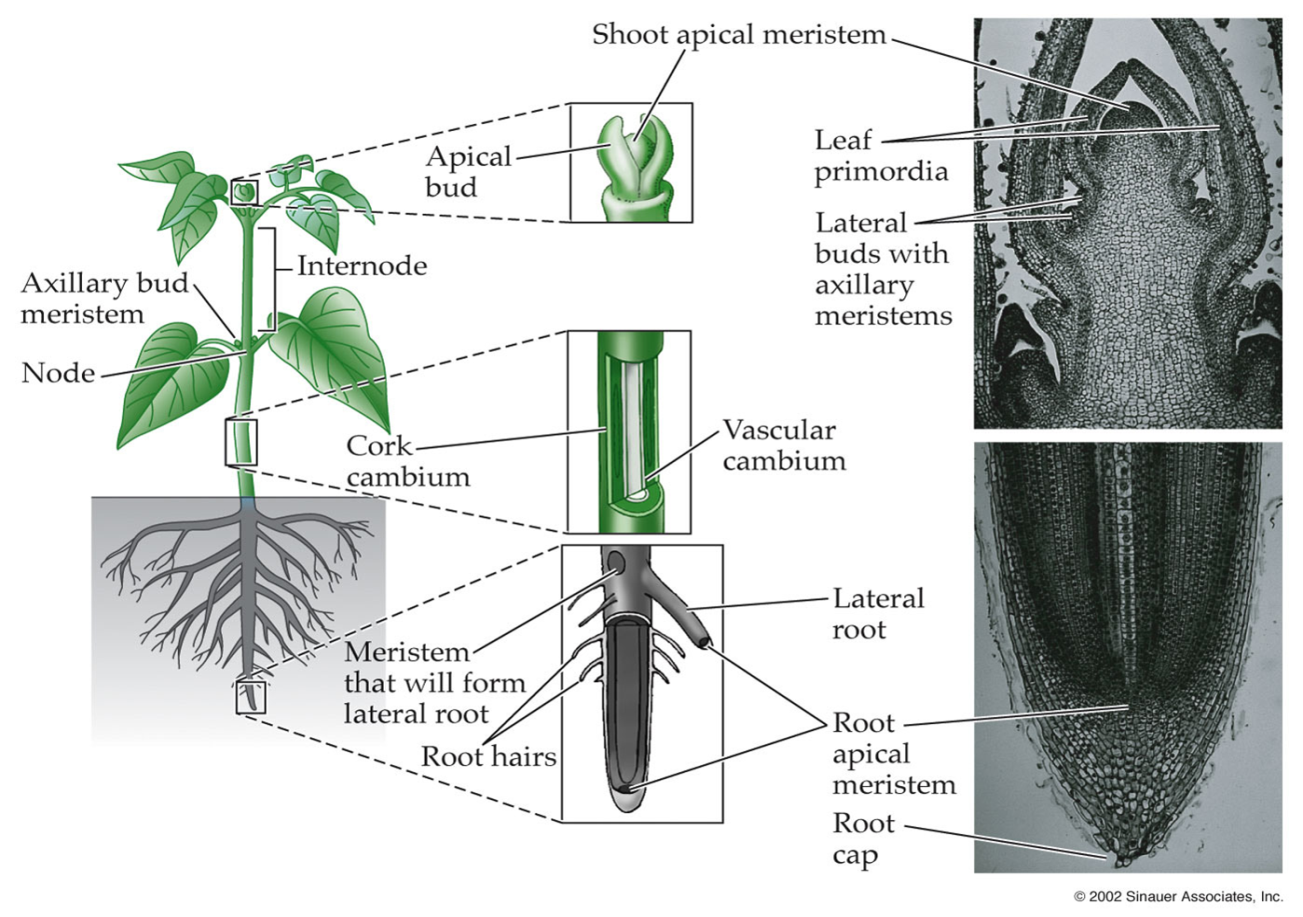 Shoot apical meristem
Apical
bud
Leaf
primordia
Lateral
buds with
axillary
meristems
Internode
Axillary bud
meristem
Node
Cork
cambium
Vascular
cambium
Lateral
root
Meristem
that will form
lateral root
Root hairs
Root
apical
meristem
Root
cap
© 2002 Sinauer Associates, Inc.